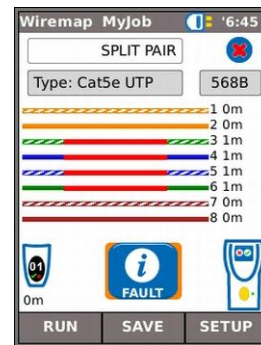 Wiremap MyJob '6:45
SPLIT PAIR
Type: Cat5e UTP 568B
1 0m
2 0m
3 1m
4 1m
5 1m
6 1m
7 0m
8 0m
01
0m
i
FAULT
RUN SAVE SETUP